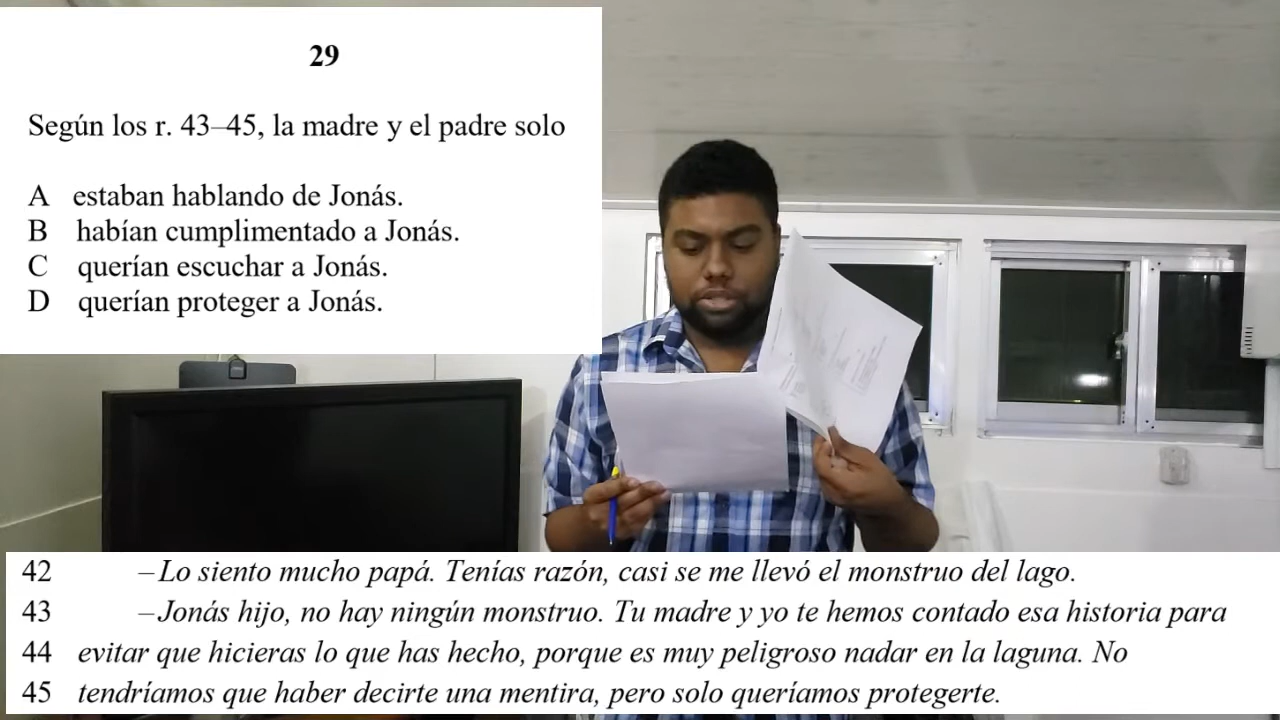 29
Según los r. 43–45, la madre y el padre solo
A estaban hablando de Jonás.
B habían cumplimentado a Jonás.
C querían escuchar a Jonás.
D querían proteger a Jonás.
42 –Lo siento mucho papá. Tenías razón, casi se me llevó el monstruo del lago.
43 –Jonás hijo, no hay ningún monstruo. Tu madre y yo te hemos contado esa historia para
44 evitar que hicieras lo que has hecho, porque es muy peligroso nadar en la laguna. No
45 tendríamos que haber decirte una mentira, pero solo queríamos protegerte.